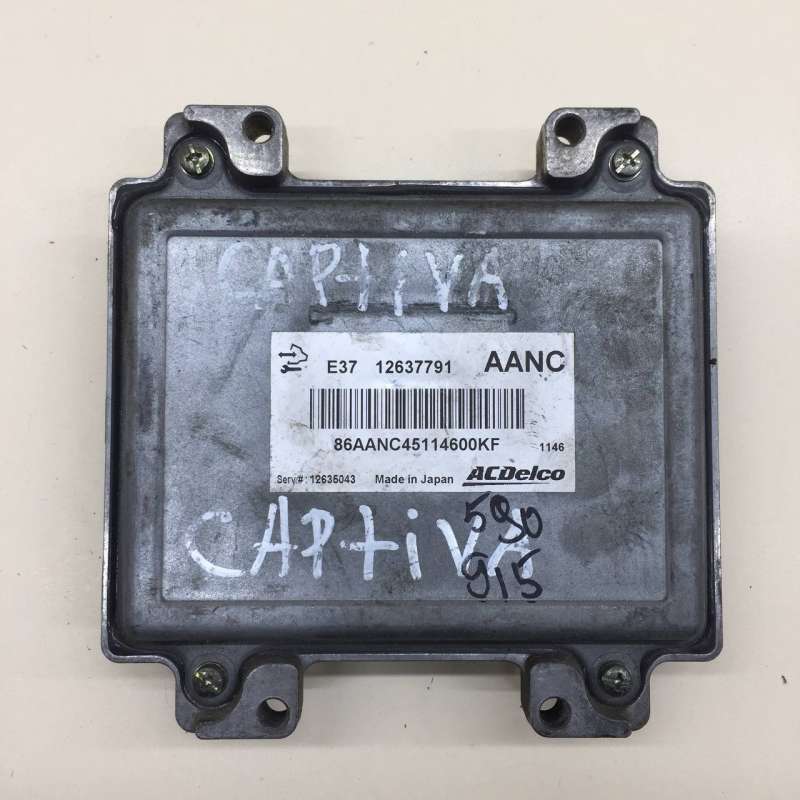 CAPtiVA
E37 12637791 AANC
86AANC45114600KF 1146
Serv#: 12635043 Made in Japan ACDelco
CAPtiVA 590
915